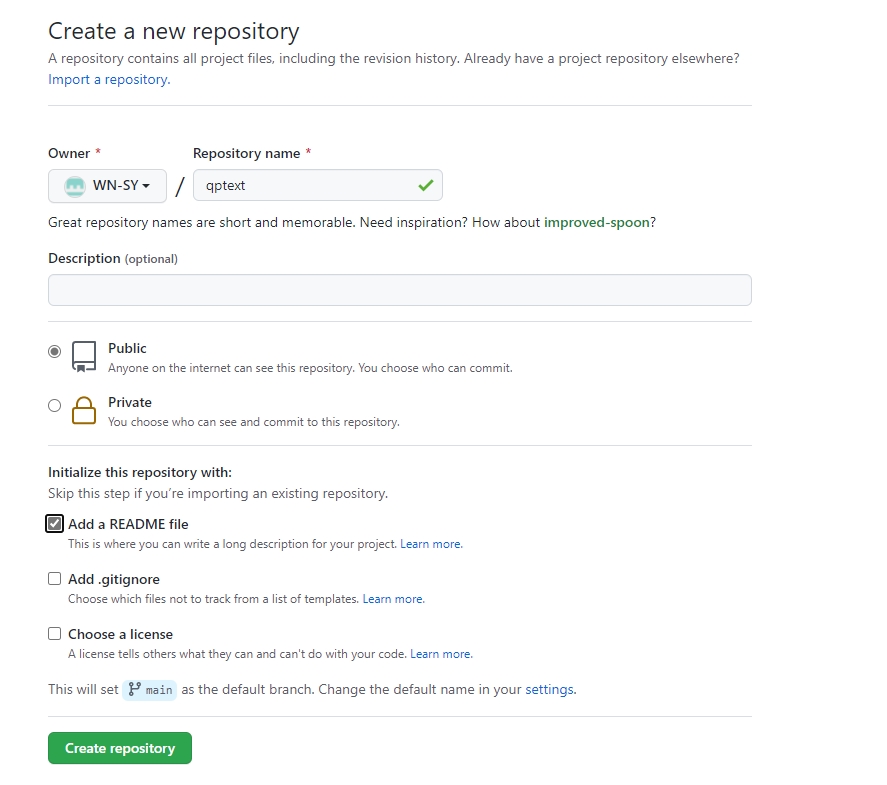 Create a new repository
A repository contains all project files, including the revision history. Already have a project repository elsewhere?
Import a repository.
Owner * Repository name *
WN-SY / qptext
Great repository names are short and memorable. Need inspiration? How about improved-spoon?
Description (optional)
Public
Anyone on the internet can see this repository. You choose who can commit.
Private
You choose who can see and commit to this repository.
Initialize this repository with:
Skip this step if you're importing an existing repository.
Add a README file
This is where you can write a long description for your project. Learn more.
Add .gitignore
Choose which files not to track from a list of templates. Learn more.
Choose a license
A license tells others what they can and can't do with your code. Learn more.
This will set main as the default branch. Change the default name in your settings.
Create repository